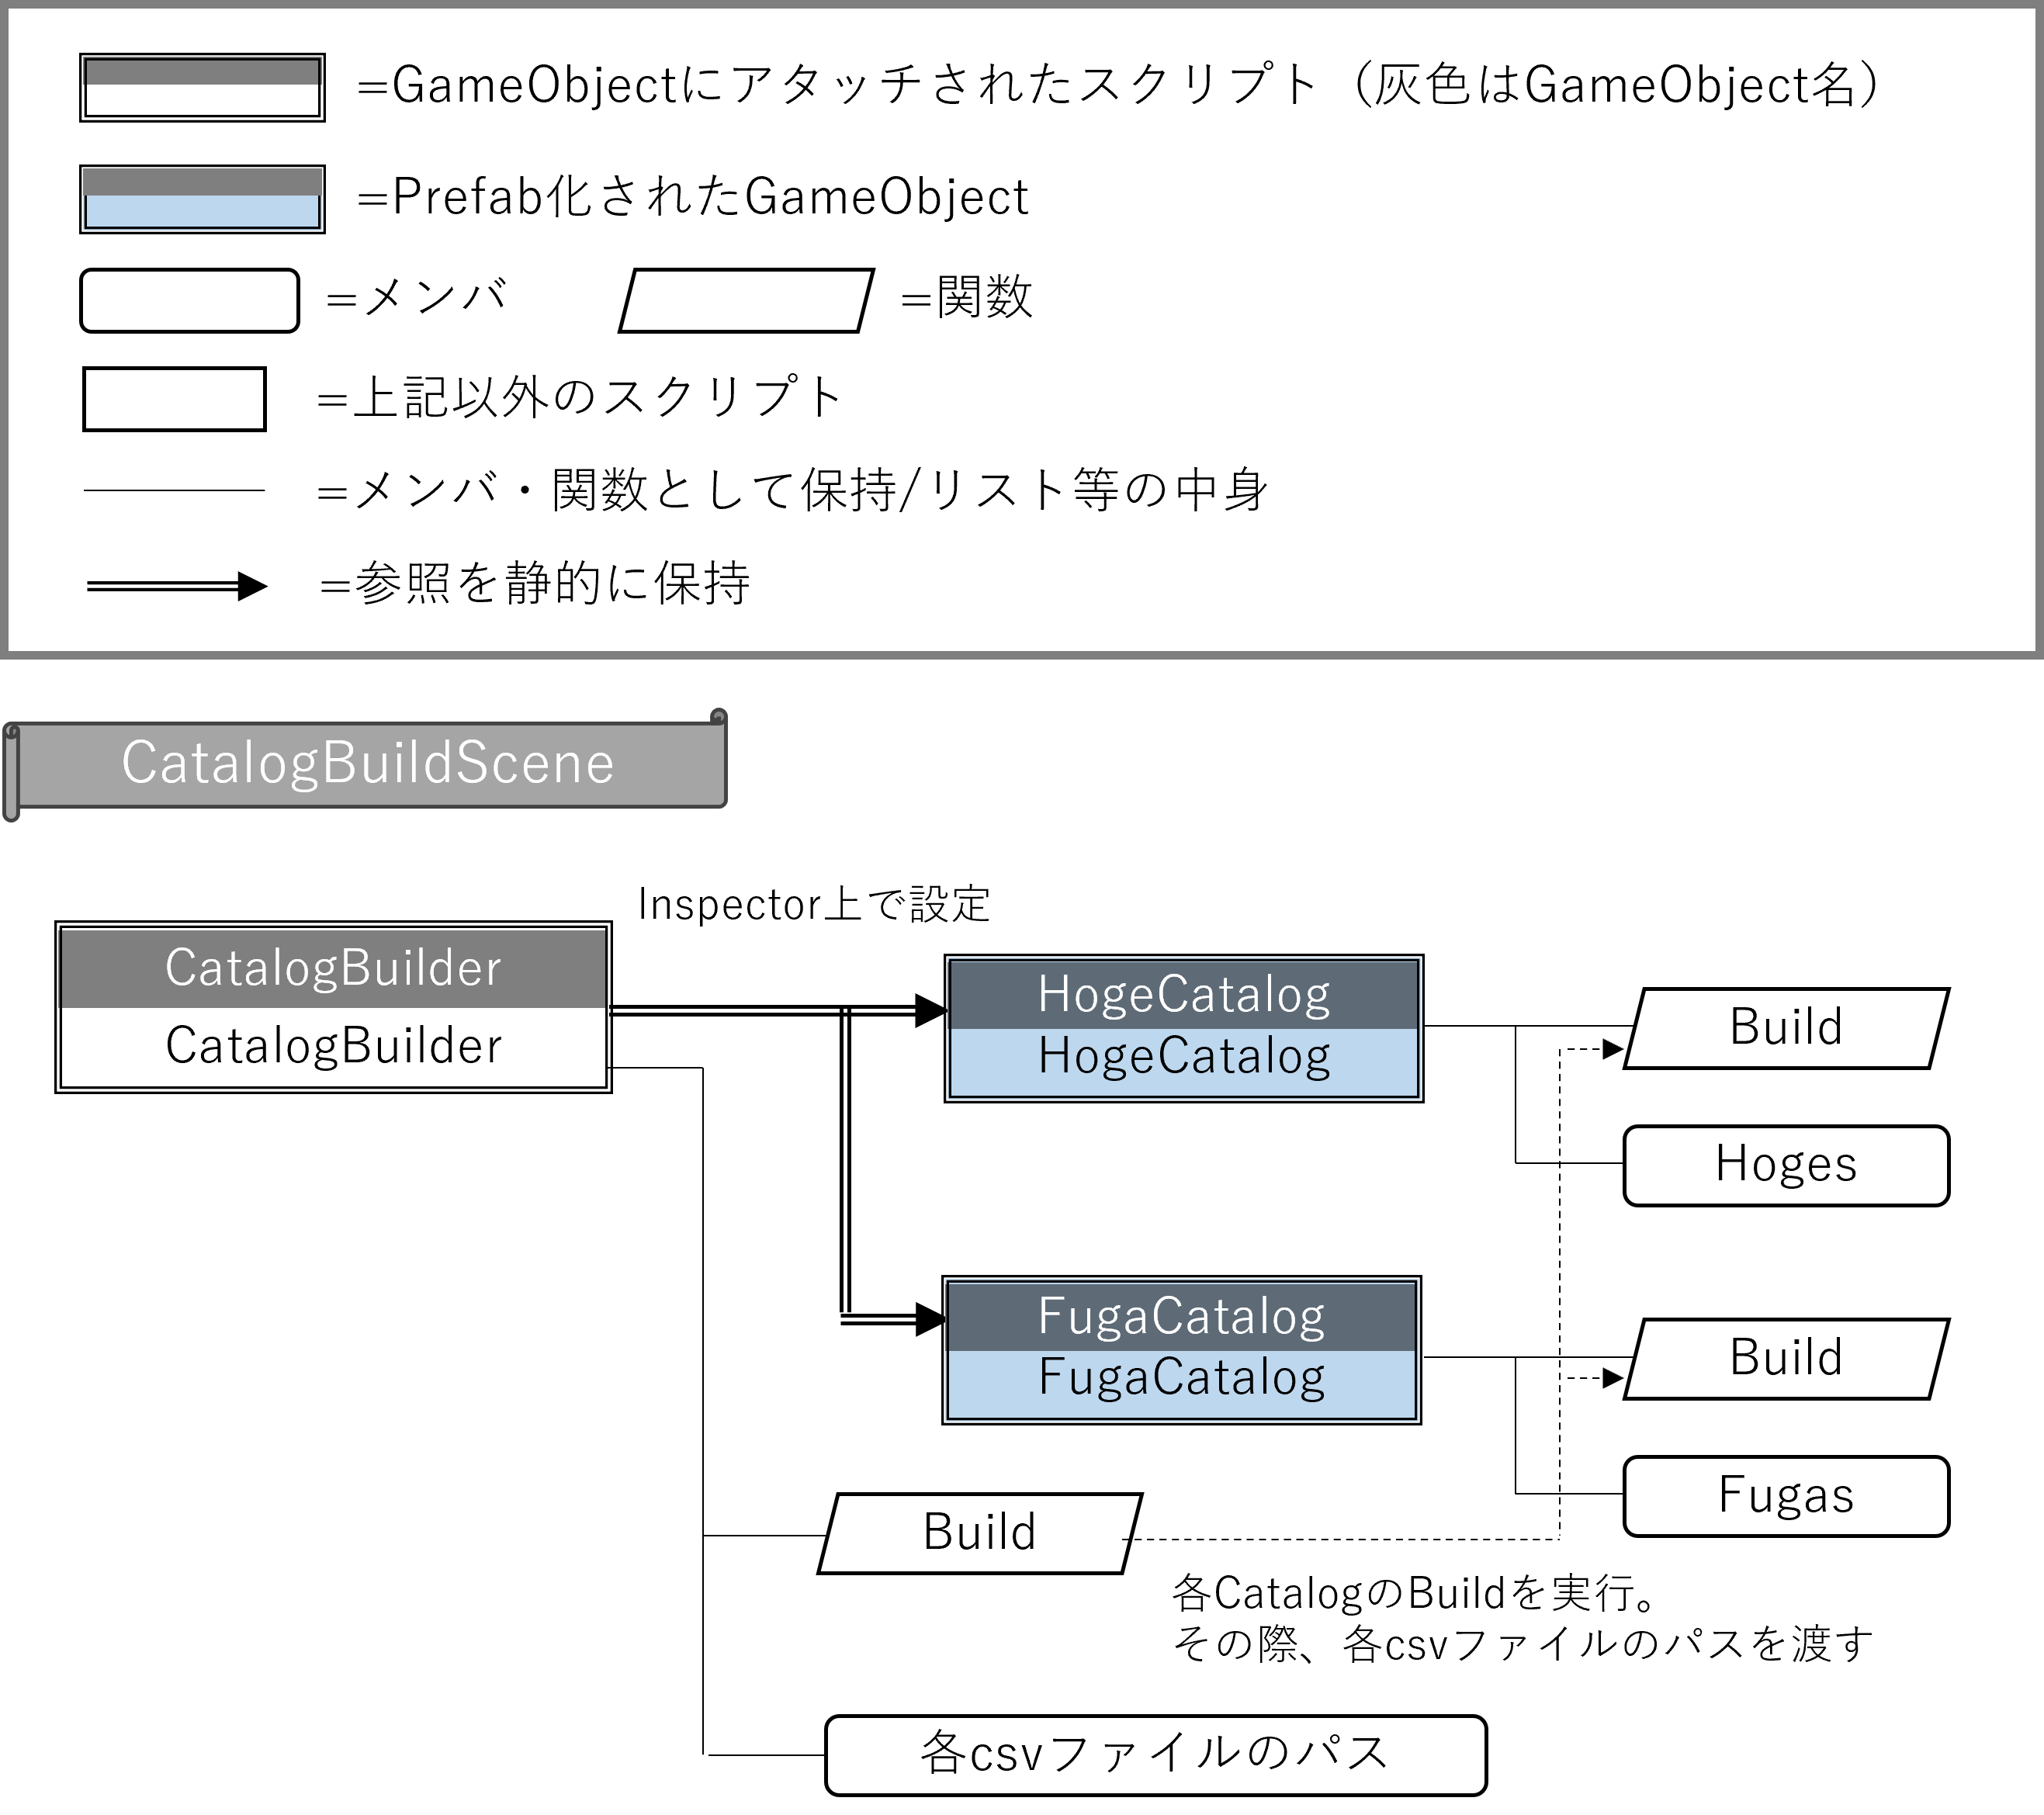 =GameObjectにアタッチされたスクリプト（灰色はGameObject名）
=Prefab化されたGameObject
=メンバ
=関数
=上記以外のスクリプト
=メンバ・関数として保持/リスト等の中身
=参照を静的に保持
CatalogBuildScene
Inspector上で設定
CatalogBuilder
CatalogBuilder
HogeCatalog
HogeCatalog
Build
Hoges
FugaCatalog
FugaCatalog
Build
Fugas
Build
各CatalogのBuildを実行。
その際、各csvファイルのパスを渡す
各csvファイルのパス